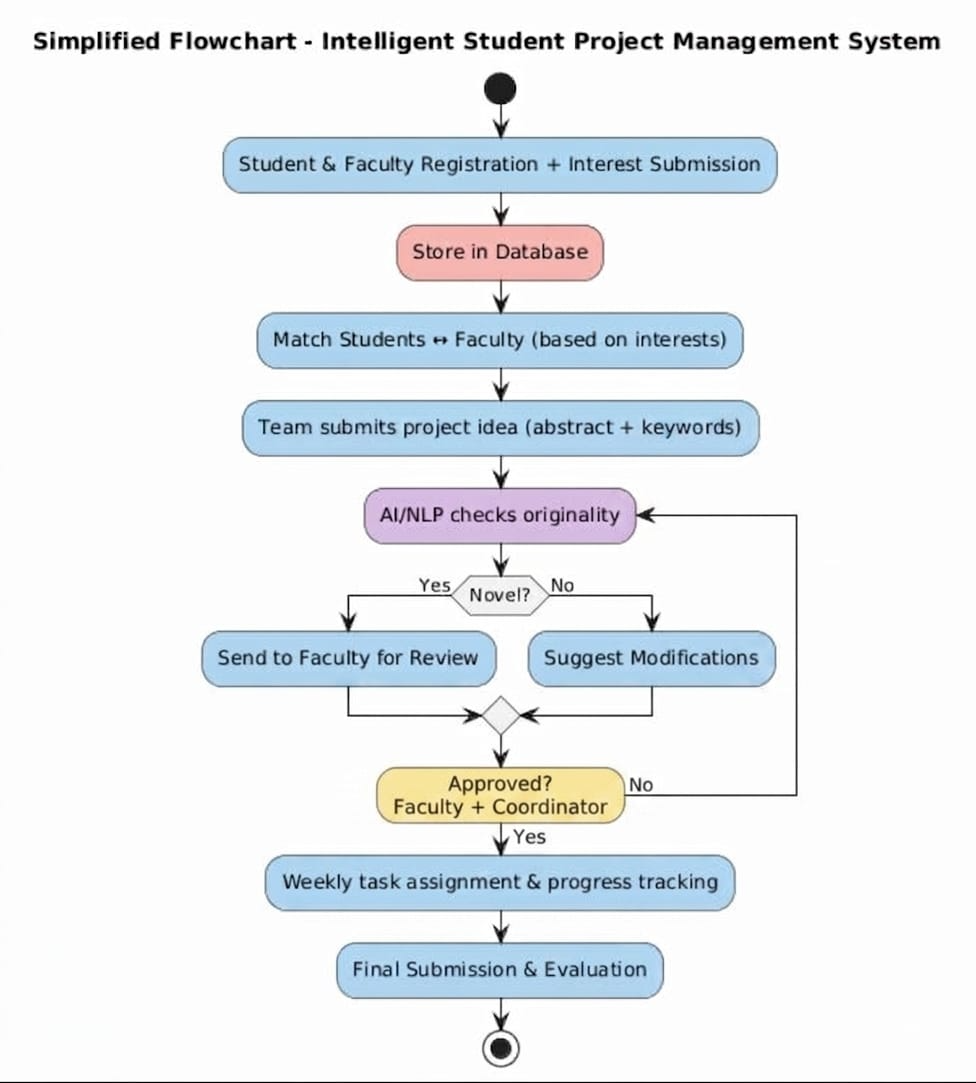 Simplified Flowchart - Intelligent Student Project Management System
Student & Faculty Registration + Interest Submission
Store in Database
Match Students ↔ Faculty (based on interests)
Team submits project idea (abstract + keywords)
AI/NLP checks originality
Yes
Novel?
No
Send to Faculty for Review
Suggest Modifications
Approved?
Faculty + Coordinator
No
Yes
Weekly task assignment & progress tracking
Final Submission & Evaluation